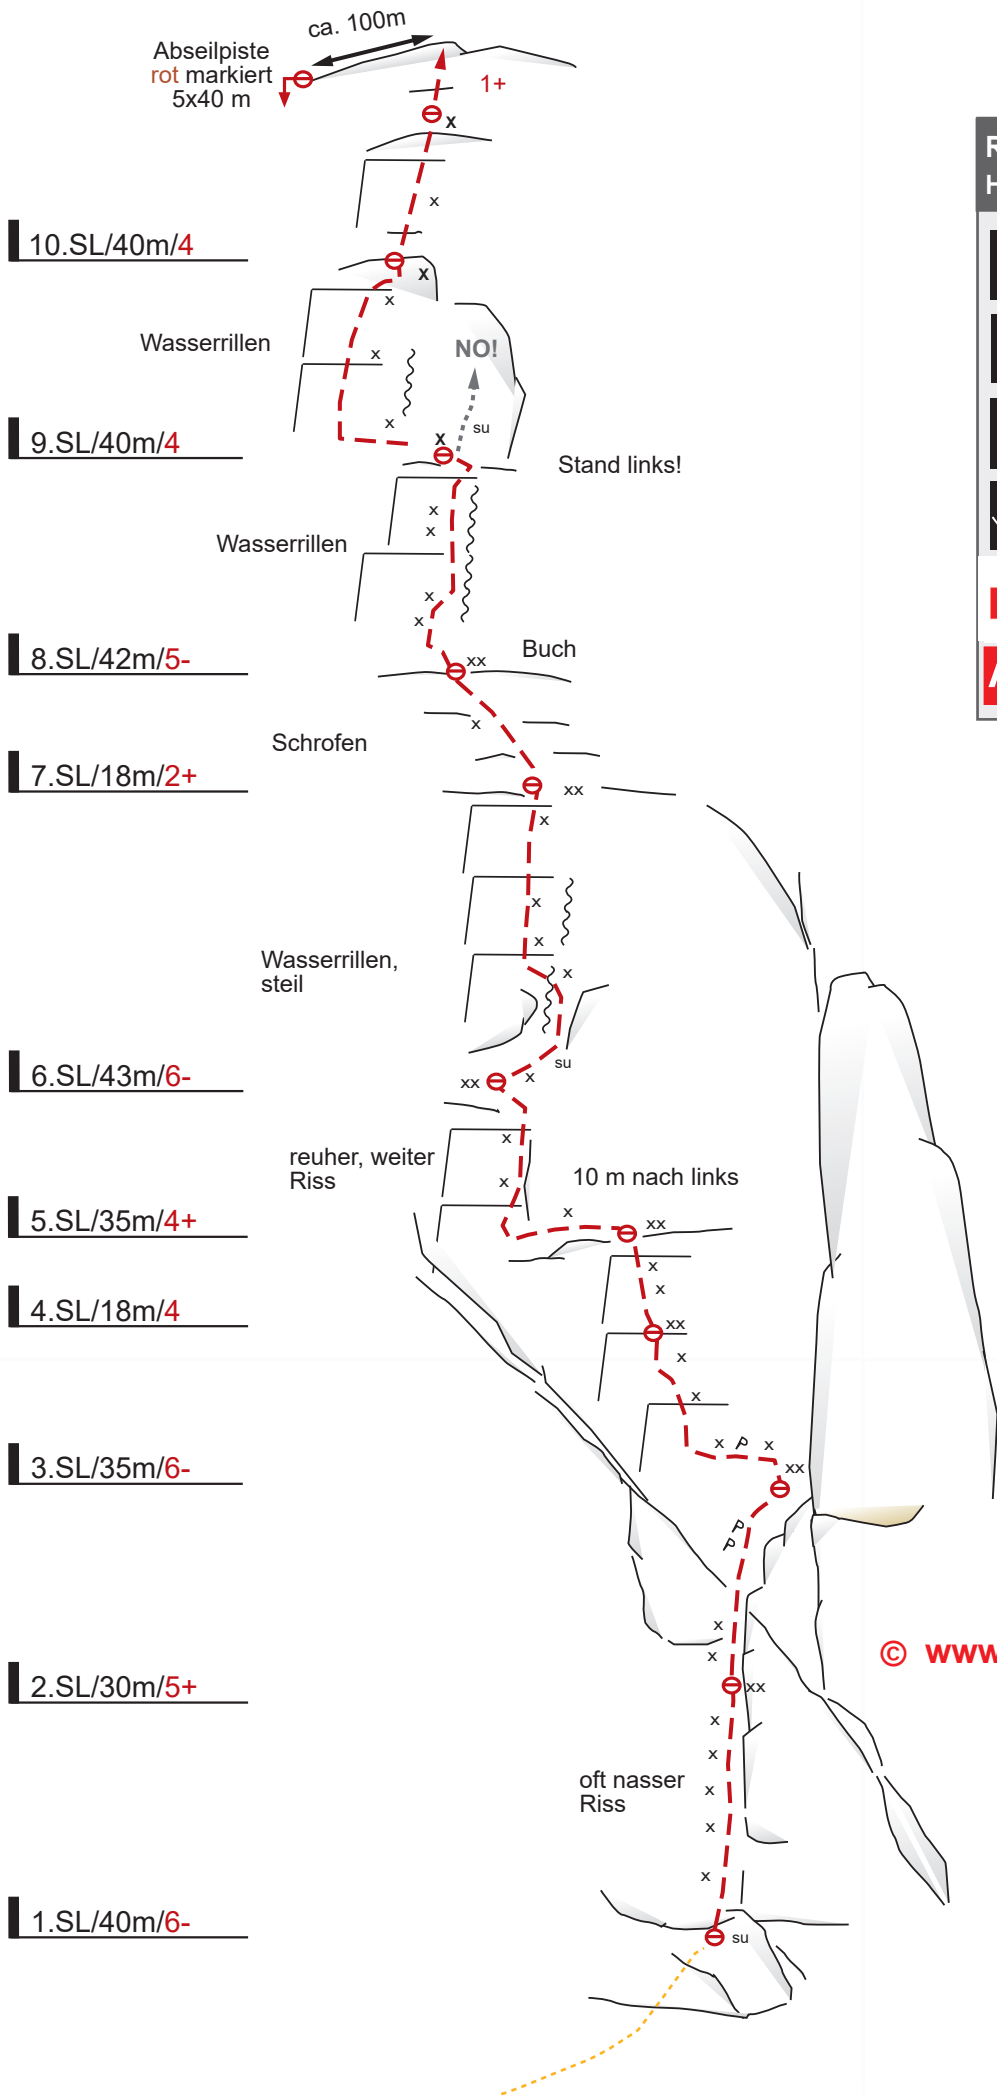 ca. 100m
Abseilpiste
rot markiert
5x40 m
1+
x
x
10.SL/40m/4
x
x
Wasserrillen
NO!
x
x
su
9.SL/40m/4
x
Stand links!
x
x
Wasserrillen
x
x
8.SL/42m/5-
xx
Buch
x
Schrofen
7.SL/18m/2+
xx
x
x
x
Wasserrillen,
steil
x
su
6.SL/43m/6-
xx
x
x
reuher, weiter
Riss
x
10 m nach links
5.SL/35m/4+
x
xx
x
x
4.SL/18m/4
xx
x
x
3.SL/35m/6-
x P x
xx
P
P
x
x
2.SL/30m/5+
xx
x
x
oft nasser
Riss
x
x
x
1.SL/40m/6-
su
© www